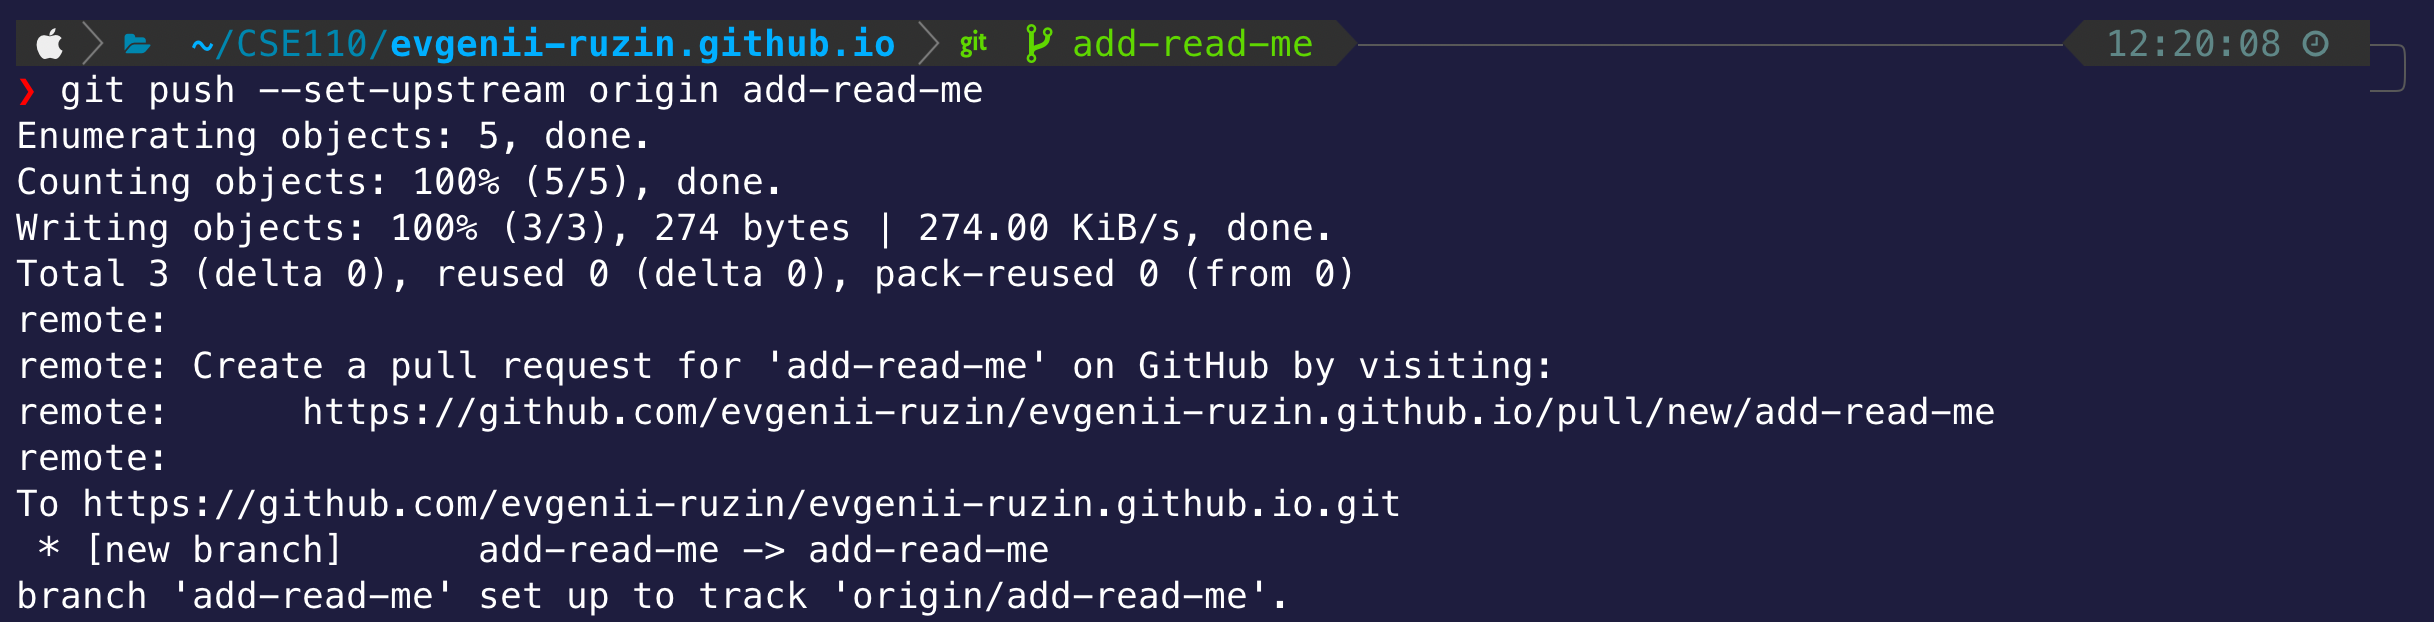 ~/CSE110/evgenii-ruzin.github.io git add-read-me 12:20:08
❯ git push --set-upstream origin add-read-me
Enumerating objects: 5, done.
Counting objects: 100% (5/5), done.
Writing objects: 100% (3/3), 274 bytes | 274.00 KiB/s, done.
Total 3 (delta 0), reused 0 (delta 0), pack-reused 0 (from 0)
remote:
remote: Create a pull request for 'add-read-me' on GitHub by visiting:
remote:      https://github.com/evgenii-ruzin/evgenii-ruzin.github.io/pull/new/add-read-me
remote:
To https://github.com/evgenii-ruzin/evgenii-ruzin.github.io.git
 * [new branch]      add-read-me -> add-read-me
branch 'add-read-me' set up to track 'origin/add-read-me'.